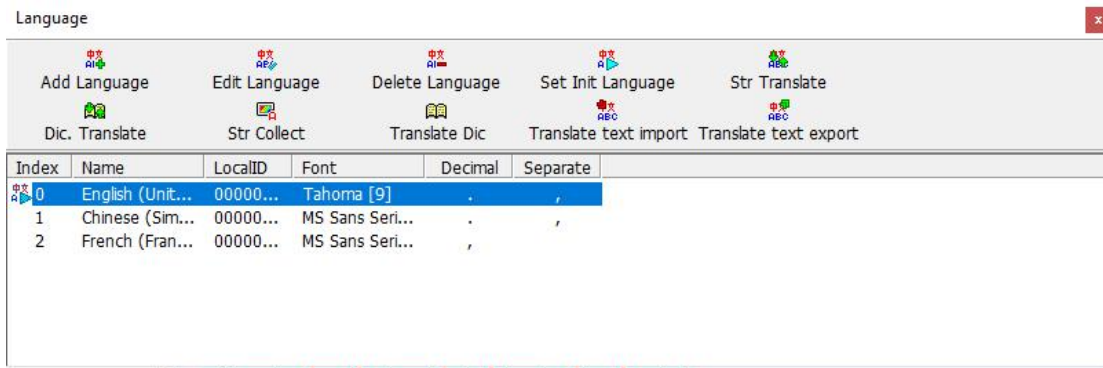 Language x
Add Language Edit Language Delete Language Set Init Language Str Translate
Dic. Translate Str Collect Translate Dic Translate text import Translate text export
Index Name LocalID Font Decimal Separate
0 English (Unit... 00000... Tahoma [9] . ,
1 Chinese (Sim... 00000... MS Sans Seri... . ,
2 French (Fran... 00000... MS Sans Seri... ,